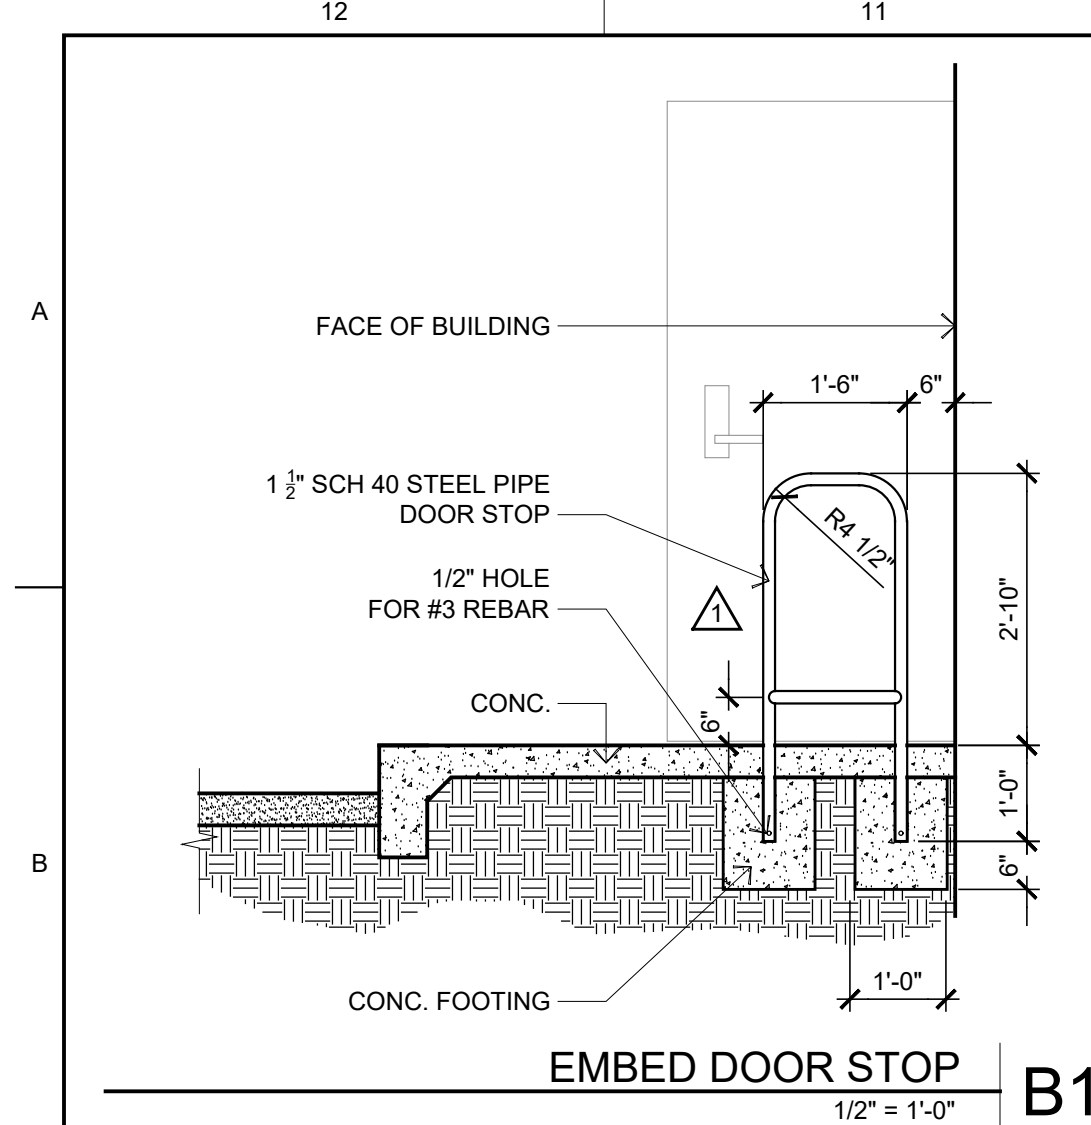 12
11
A
FACE OF BUILDING
1'-6"
6"
1 1/2" SCH 40 STEEL PIPE
DOOR STOP
R4 1/2"
1/2" HOLE
FOR #3 REBAR
1
2'-10"
CONC.
6"
1'-0"
B
6"
1'-0"
CONC. FOOTING
EMBED DOOR STOP
B1
1/2" = 1'-0"